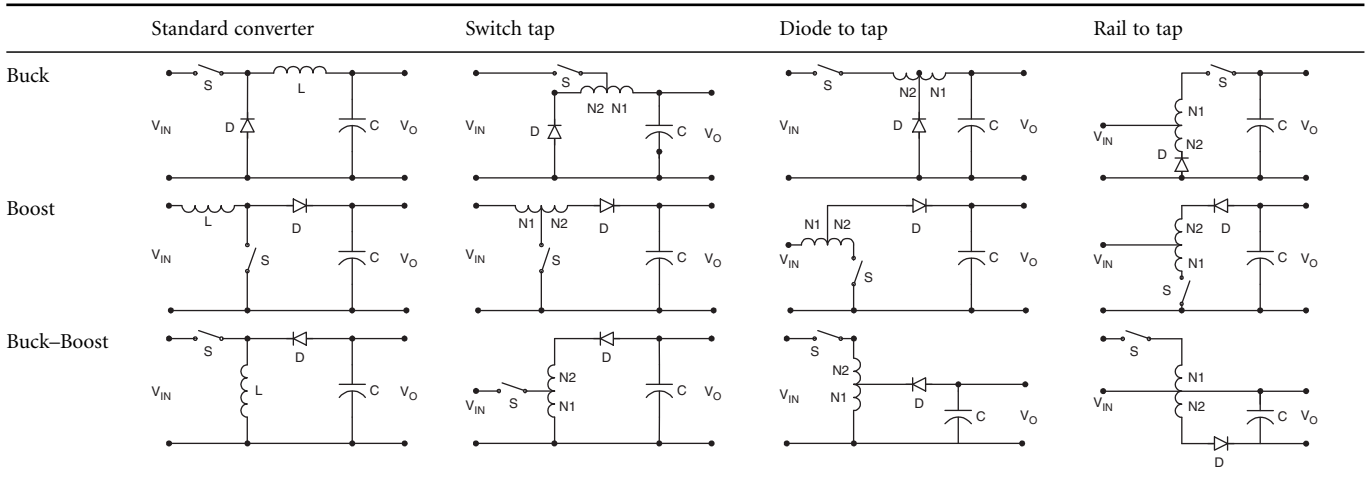 Standard converter Switch tap Diode to tap Rail to tap
Buck
S L D C V_IN V_O
S N2 N1 D C V_IN V_O
S N2 N1 D C V_IN V_O
S N1 N2 D C V_IN V_O
Boost
L D S C V_IN V_O
N1 N2 D S C V_IN V_O
N1 N2 D S C V_IN V_O
N2 D N1 S C V_IN V_O
Buck–Boost
S D L C V_IN V_O
D N2 S N1 C V_IN V_O
S N2 N1 D C V_IN V_O
S N1 N2 D C V_IN V_O